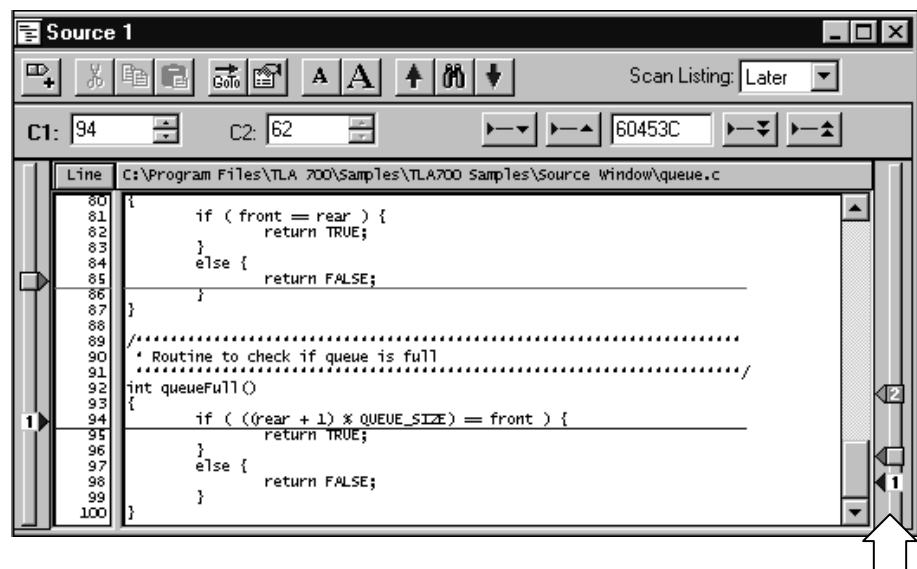 Source 1
GoTo A A Scan Listing: Later
C1: 94 C2: 62 60453C
Line C:\Program Files\TLA 700\Samples\TLA700 Samples\Source Window\queue.c
80 {
81 if ( front == rear ) {
82 return TRUE;
83 }
84 else {
85 return FALSE;
86 }
87 }
88
89 /****************************************************************************
90 * Routine to check if queue is full
91 ****************************************************************************/
92 int queueFull()
93 {
94 if ( ((rear + 1) % QUEUE_SIZE) == front ) {
95 return TRUE;
96 }
97 else {
98 return FALSE;
99 }
100 }
1
2
1